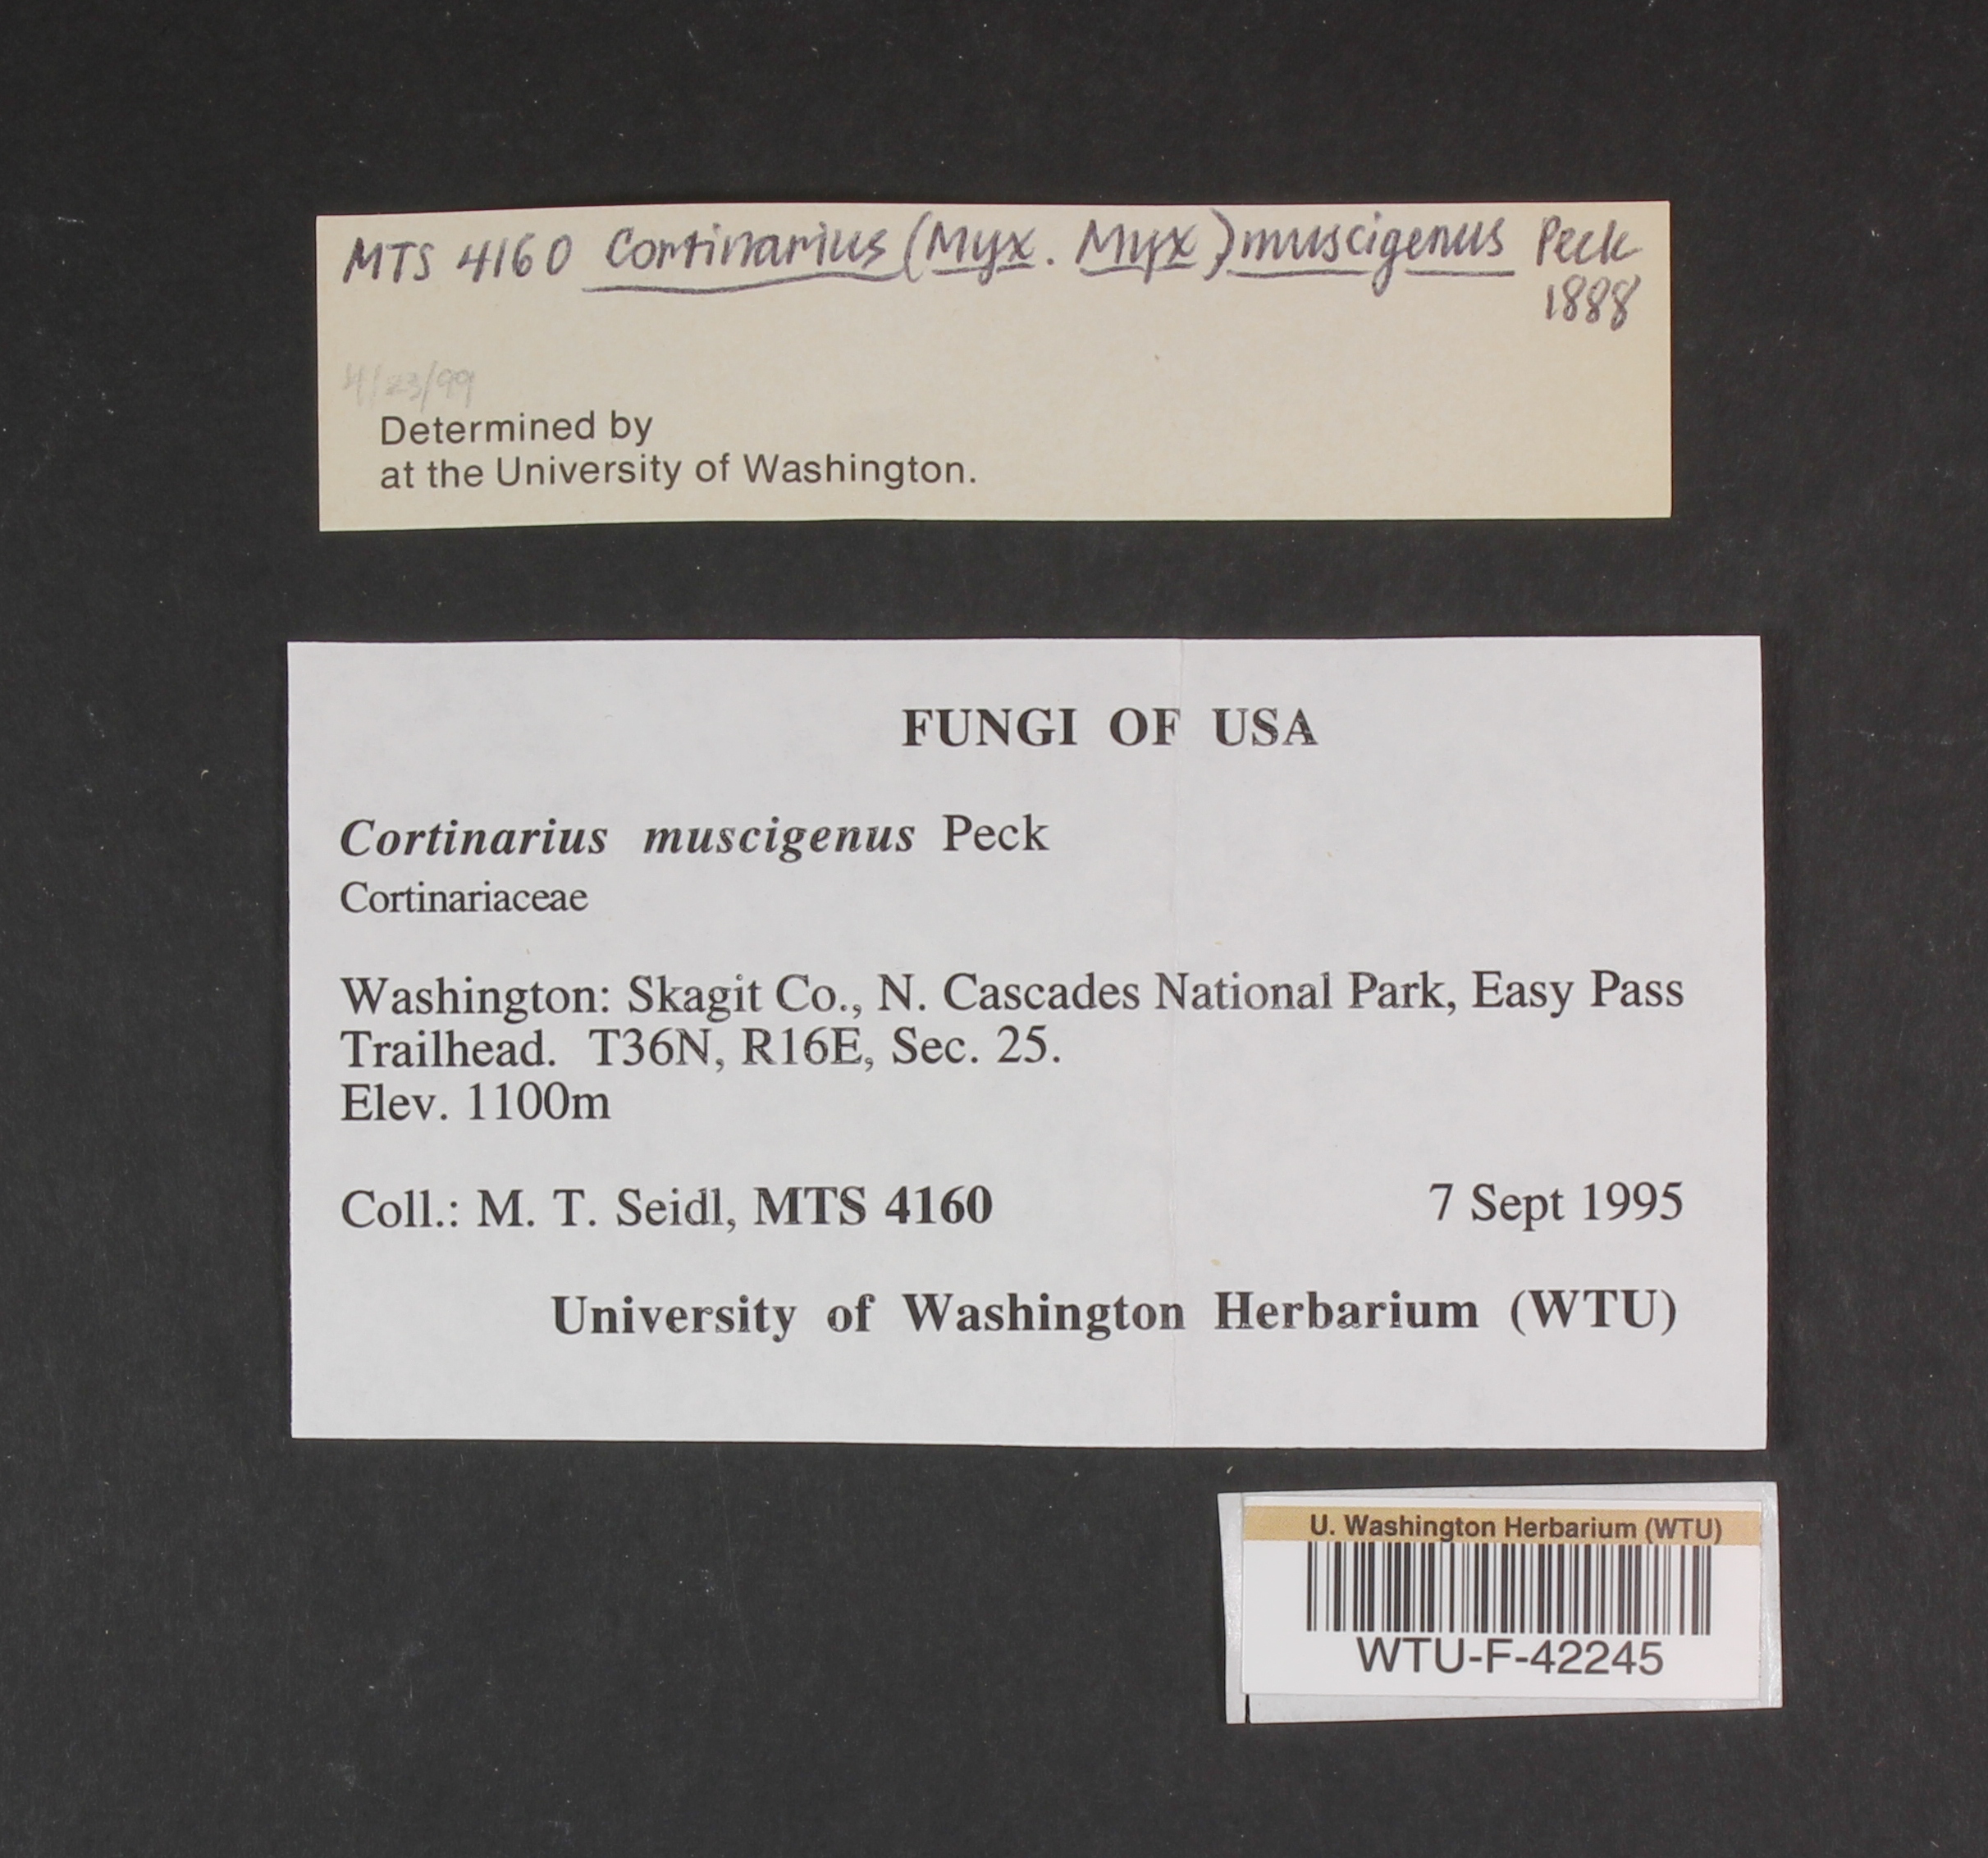 MTS 4160 Cortinarius (Myx. Myx) muscigenus Peck
1888
4/23/99
Determined by
at the University of Washington.
FUNGI OF USA
Cortinarius muscigenus Peck
Cortinariaceae
Washington: Skagit Co., N. Cascades National Park, Easy Pass
Trailhead. T36N, R16E, Sec. 25.
Elev. 1100m
Coll.: M. T. Seidl, MTS 4160 7 Sept 1995
University of Washington Herbarium (WTU)
U. Washington Herbarium (WTU)
WTU-F-42245